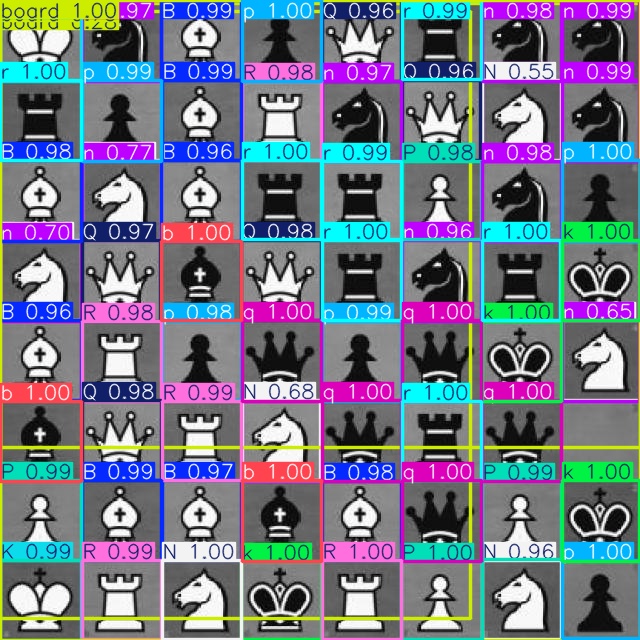 board 1.00 .97 B 0.99 p 1.00 Q 0.96 r 0.99 n 0.98 n 0.99
board 0.28
r 1.00 p 0.99 B 0.99 R 0.98 n 0.97 Q 0.96 N 0.55 n 0.99
B 0.98 n 0.77 B 0.96 r 1.00 r 0.99 P 0.98 n 0.98 p 1.00
n 0.70 Q 0.97 b 1.00 Q 0.98 r 1.00 n 0.96 r 1.00 k 1.00
B 0.96 R 0.98 p 0.98 q 1.00 p 0.99 q 1.00 k 1.00 n 0.65
b 1.00 Q 0.98 R 0.99 N 0.68 q 1.00 r 1.00 q 1.00
P 0.99 B 0.99 B 0.97 b 1.00 B 0.98 q 1.00 P 0.99 k 1.00
K 0.99 R 0.99 N 1.00 k 1.00 R 1.00 P 1.00 N 0.96 p 1.00